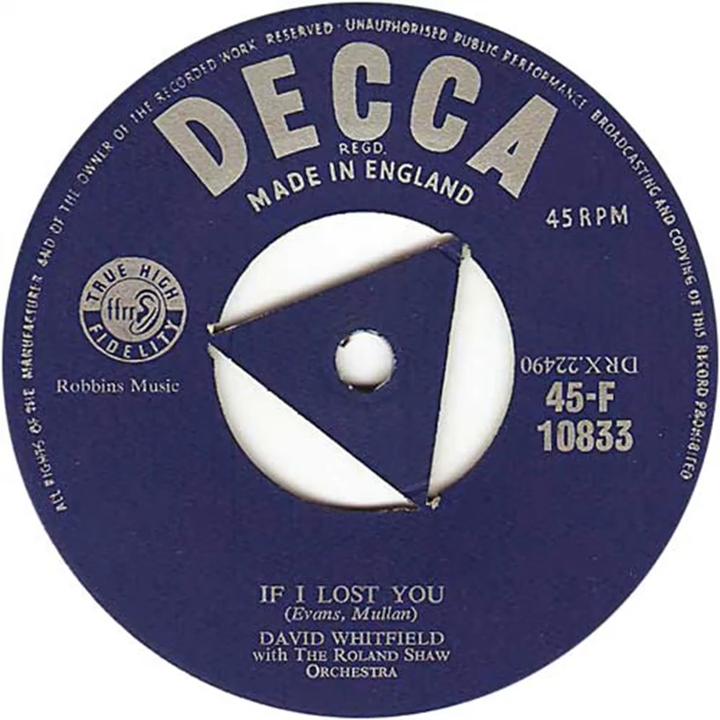 ALL RIGHTS OF THE MANUFACTURER AND OF THE OWNER OF THE RECORDED WORK RESERVED · UNAUTHORISED PUBLIC PERFORMANCE BROADCASTING AND COPYING OF THIS RECORD PROHIBITED
DECCA
REGD.
MADE IN ENGLAND
45 RPM
TRUE HIGH
ffrr
FIDELITY
Robbins Music
DRX.22490
45-F
10833
IF I LOST YOU
(Evans, Mullan)
DAVID WHITFIELD
with THE ROLAND SHAW
ORCHESTRA